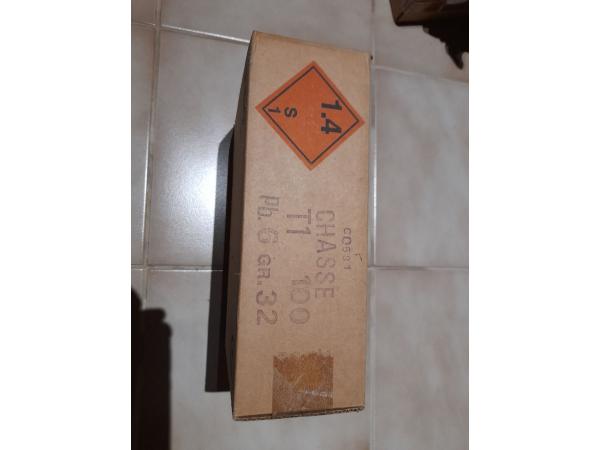 1.4
S
1
C0531
CHASSE
T1 100
Pb. 6 GR. 32